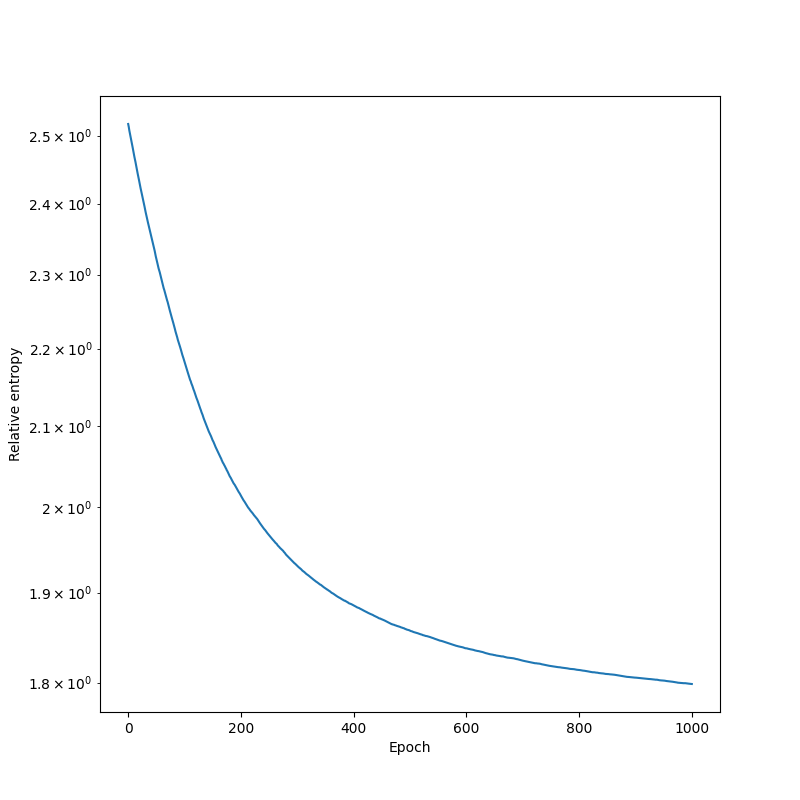 2.5 × 10⁰
2.4 × 10⁰
2.3 × 10⁰
2.2 × 10⁰
2.1 × 10⁰
2 × 10⁰
1.9 × 10⁰
1.8 × 10⁰
Relative entropy
0 200 400 600 800 1000
Epoch